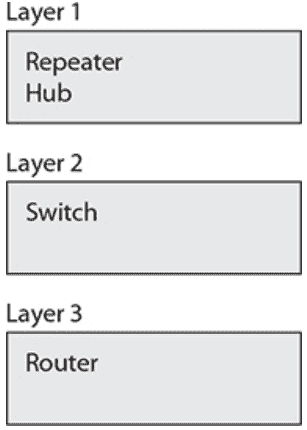 Layer 1
Repeater
Hub
Layer 2
Switch
Layer 3
Router